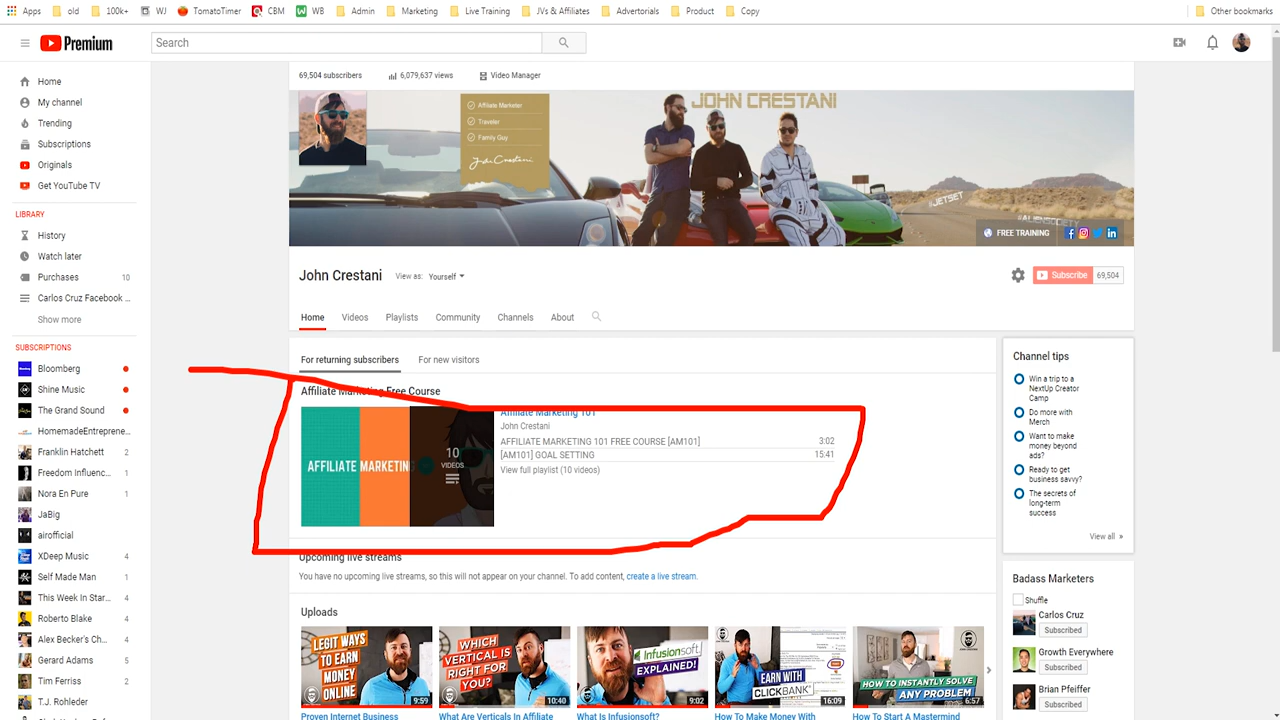 Apps old 100k+ WJ TomatoTimer CBM WB Admin Marketing Live Training JVs & Affiliates Advertorials Product Copy Other bookmarks
Premium
Search
Home
My channel
Trending
Subscriptions
Originals
Get YouTube TV
LIBRARY
History
Watch later
Purchases 10
Carlos Cruz Facebook ...
Show more
SUBSCRIPTIONS
Bloomberg
Shine Music
The Grand Sound
HomemadeEntreprene...
Franklin Hatchett 2
Freedom Influenc... 1
Nora En Pure 1
JaBig
airofficial
XDeep Music 4
Self Made Man 1
This Week In Star... 4
Roberto Blake 4
Alex Becker's Ch... 4
Gerard Adams 5
Tim Ferriss 2
T.J. Rohleder
69,504 subscribers 6,079,637 views Video Manager
Affiliate Marketer
Traveler
Family Guy
John Crestani
JOHN CRESTANI
#JETSET
#ALIENSOCIETY
FREE TRAINING
John Crestani View as: Yourself
Subscribe 69,504
Home Videos Playlists Community Channels About
For returning subscribers For new visitors
Affiliate Marketing Free Course
AFFILIATE MARKETING
10
VIDEOS
Affiliate Marketing 101
John Crestani
AFFILIATE MARKETING 101 FREE COURSE [AM101] 3:02
[AM101] GOAL SETTING 15:41
View full playlist (10 videos)
Upcoming live streams
You have no upcoming live streams, so this will not appear on your channel. To add content, create a live stream.
Uploads
LEGIT WAYS
TO EARN
MONEY
ONLINE
9:59
Proven Internet Business
WHICH
VERTICAL IS
RIGHT FOR
YOU?
10:40
What Are Verticals In Affiliate
Infusionsoft
EXPLAINED!
9:02
What Is Infusionsoft?
EARN WITH
CLICKBANK
16:09
How To Make Money With
HOW TO INSTANTLY SOLVE
ANY PROBLEM
6:57
How To Start A Mastermind
Channel tips
Win a trip to a
NextUp Creator
Camp
Do more with
Merch
Want to make
money beyond
ads?
Ready to get
business savvy?
The secrets of
long-term
success
View all »
Badass Marketers
Shuffle
Carlos Cruz
Subscribed
Growth Everywhere
Subscribed
Brian Pfeiffer
Subscribed